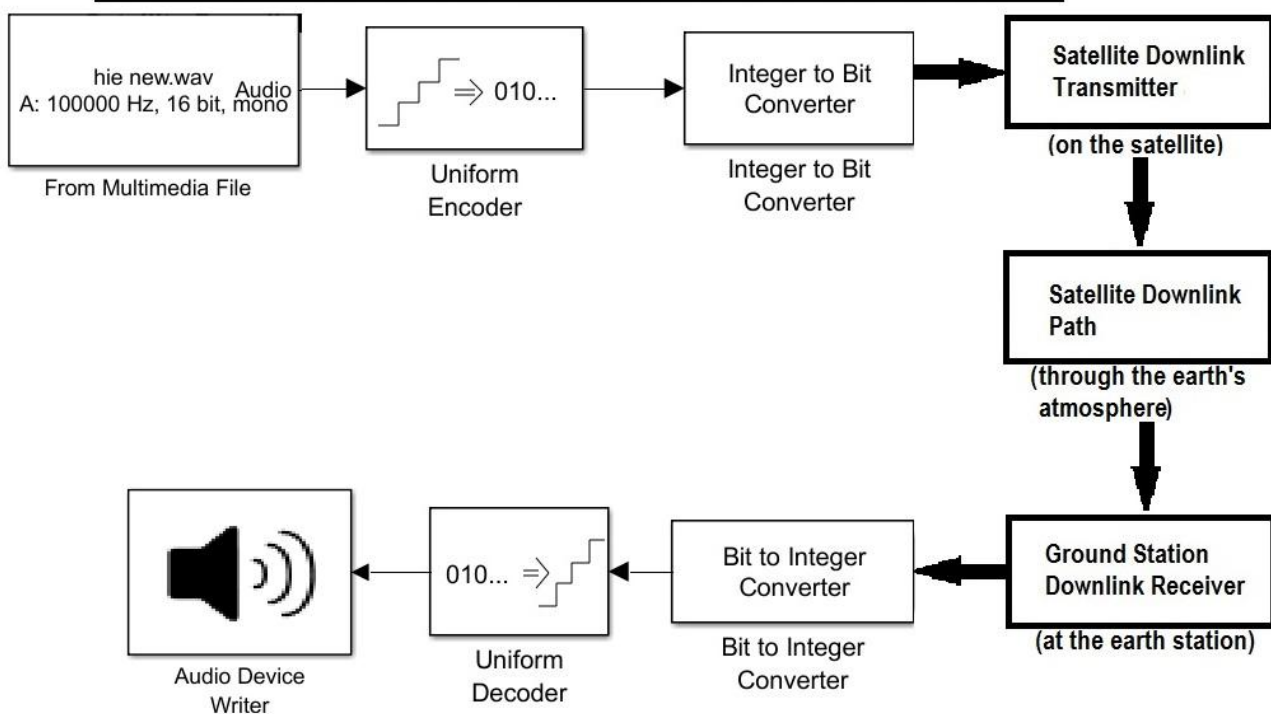 hie new.wav
Audio
A: 100000 Hz, 16 bit, mono
From Multimedia File
010...
Uniform
Encoder
Integer to Bit
Converter
Integer to Bit
Converter
Satellite Downlink
Transmitter
(on the satellite)
Satellite Downlink
Path
(through the earth's
atmosphere)
Ground Station
Downlink Receiver
(at the earth station)
Bit to Integer
Converter
Bit to Integer
Converter
010...
Uniform
Decoder
Audio Device
Writer